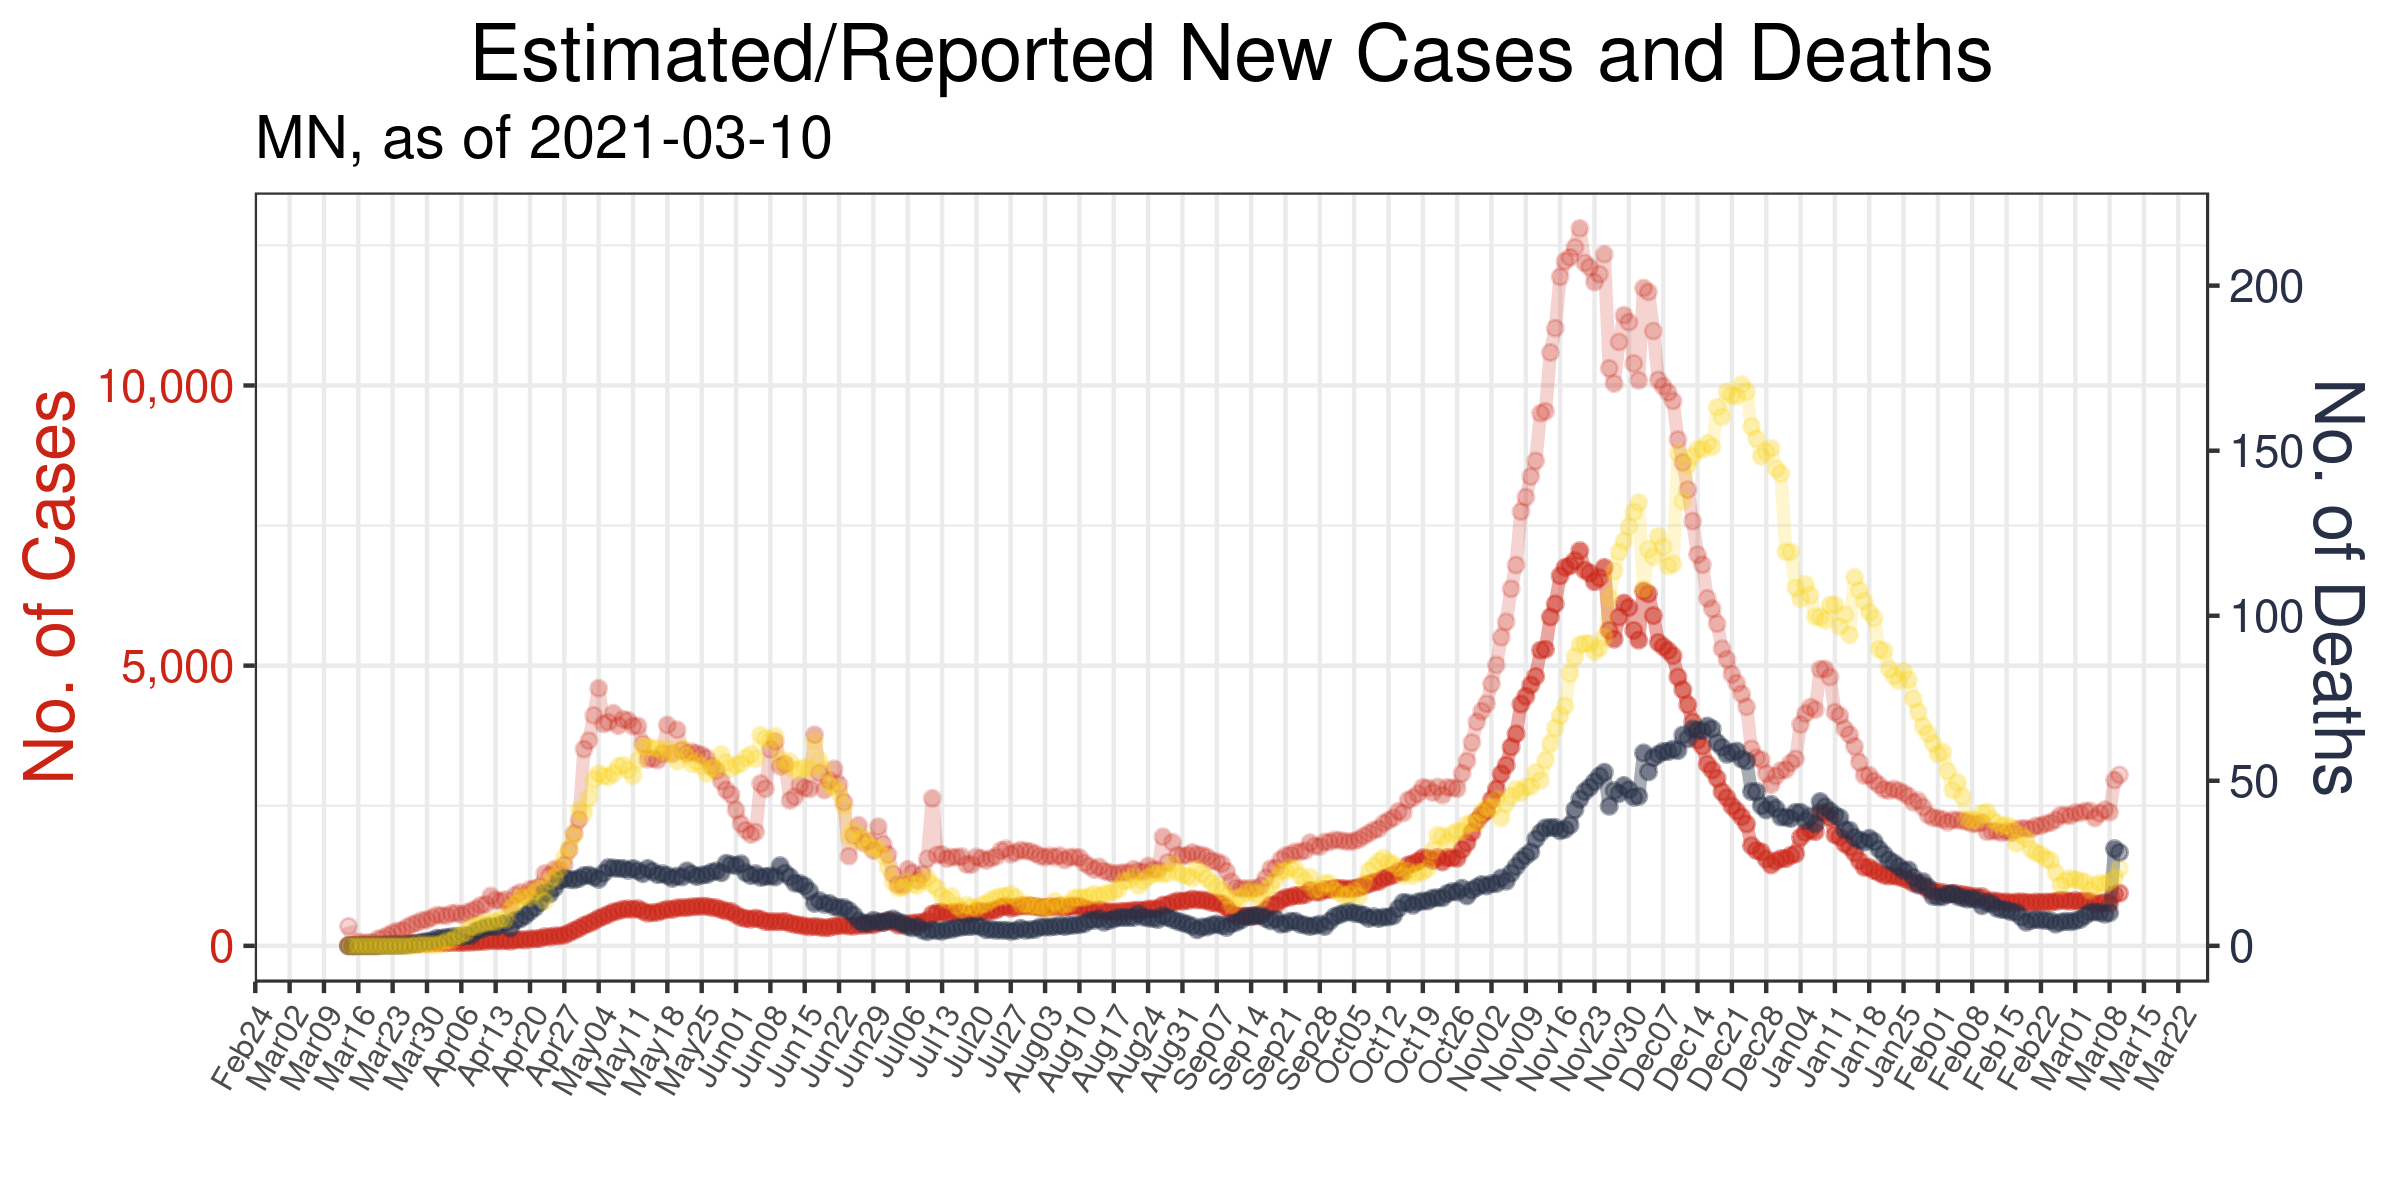 Estimated/Reported New Cases and Deaths
MN, as of 2021-03-10
No. of Cases
10,000
5,000
0
No. of Deaths
200
150
100
50
0
Feb24
Mar02
Mar09
Mar16
Mar23
Mar30
Apr06
Apr13
Apr20
Apr27
May04
May11
May18
May25
Jun01
Jun08
Jun15
Jun22
Jun29
Jul06
Jul13
Jul20
Jul27
Aug03
Aug10
Aug17
Aug24
Aug31
Sep07
Sep14
Sep21
Sep28
Oct05
Oct12
Oct19
Oct26
Nov02
Nov09
Nov16
Nov23
Nov30
Dec07
Dec14
Dec21
Dec28
Jan04
Jan11
Jan18
Jan25
Feb01
Feb08
Feb15
Feb22
Mar01
Mar08
Mar15
Mar22